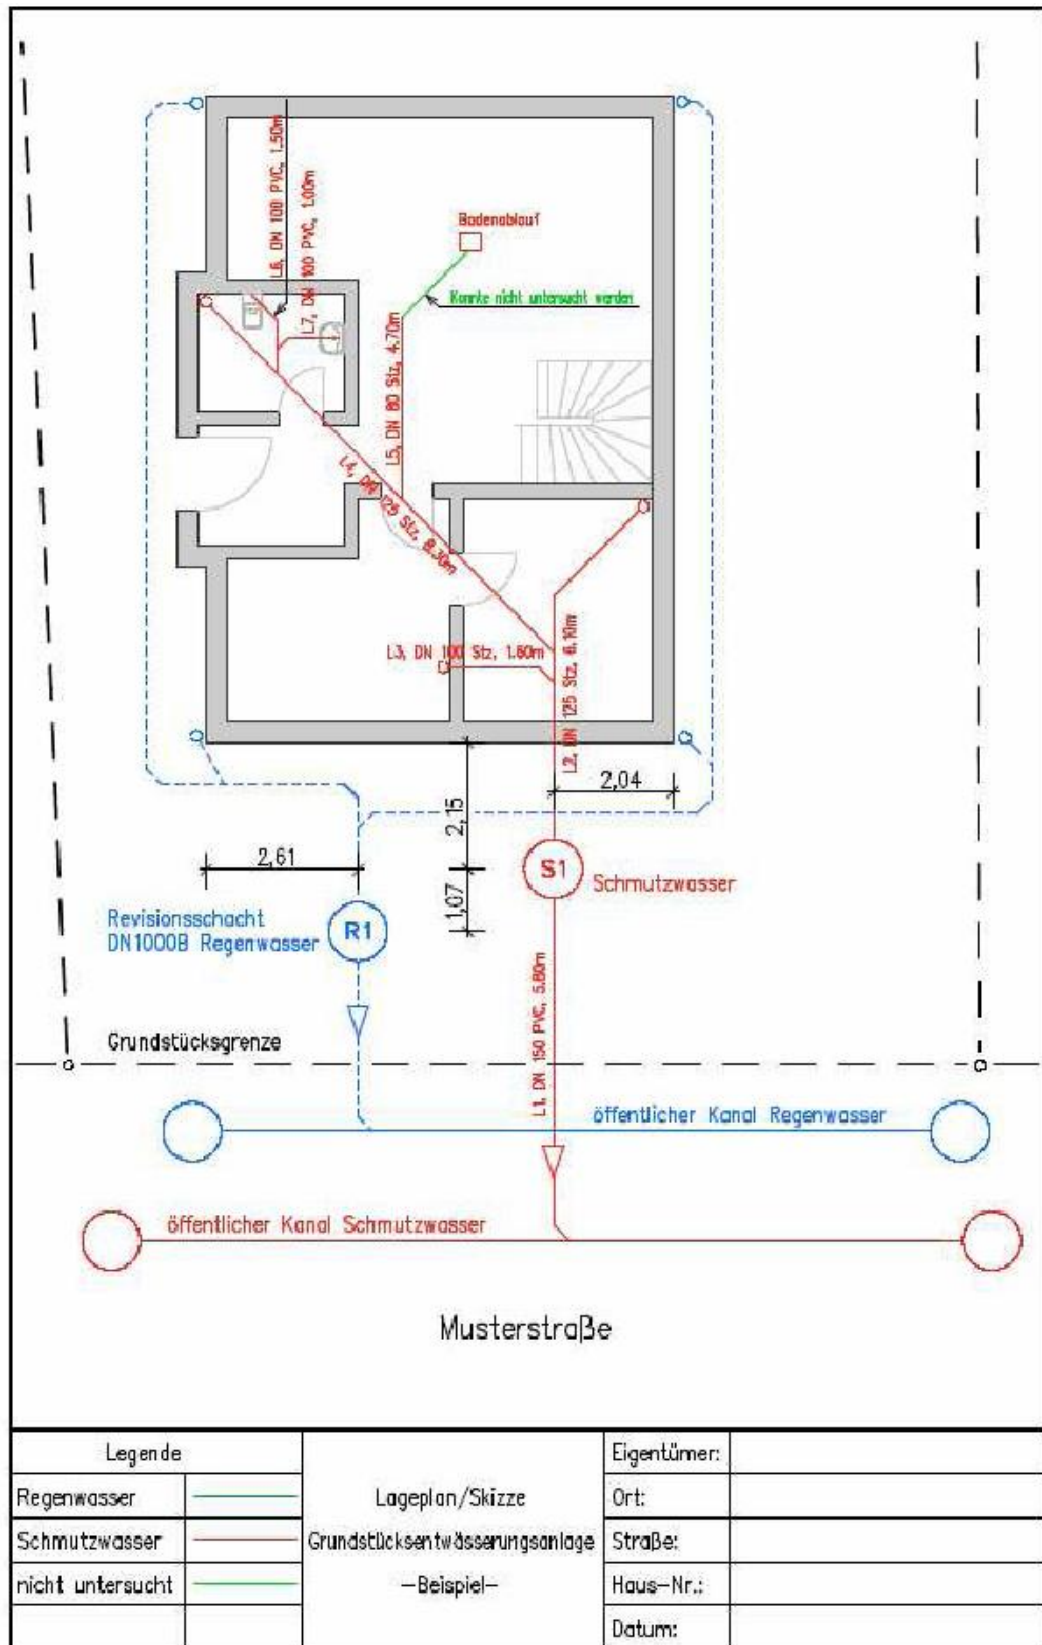 L6, DN 100 PVC, 1.50m
L7, DN 100 PVC, 1.00m
Bodenablauf
Konnte nicht untersucht werden
L5, DN 80 Stz, 4.70m
L4, DN 125 Stz, 8.30m
L3, DN 100 Stz, 1.60m
L2, DN 125 Stz, 6.10m
2,04
2,15
2,61
S1
Schmutzwasser
1,07
Revisionsschacht
DN1000B Regenwasser
R1
L1, DN 150 PVC, 5.80m
Grundstücksgrenze
öffentlicher Kanal Regenwasser
öffentlicher Kanal Schmutzwasser
Musterstraße
Legende
Regenwasser
Schmutzwasser
nicht untersucht
Lageplan/Skizze
Grundstücksentwässerungsanlage
-Beispiel-
Eigentümer:
Ort:
Straße:
Haus-Nr.:
Datum: